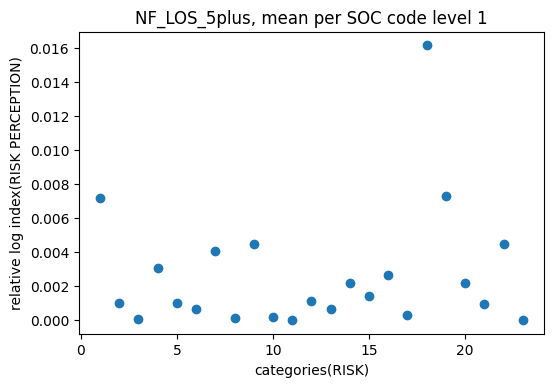 NF_LOS_5plus, mean per SOC code level 1
relative log index(RISK PERCEPTION)
0.016
0.014
0.012
0.010
0.008
0.006
0.004
0.002
0.000
0 5 10 15 20
categories(RISK)